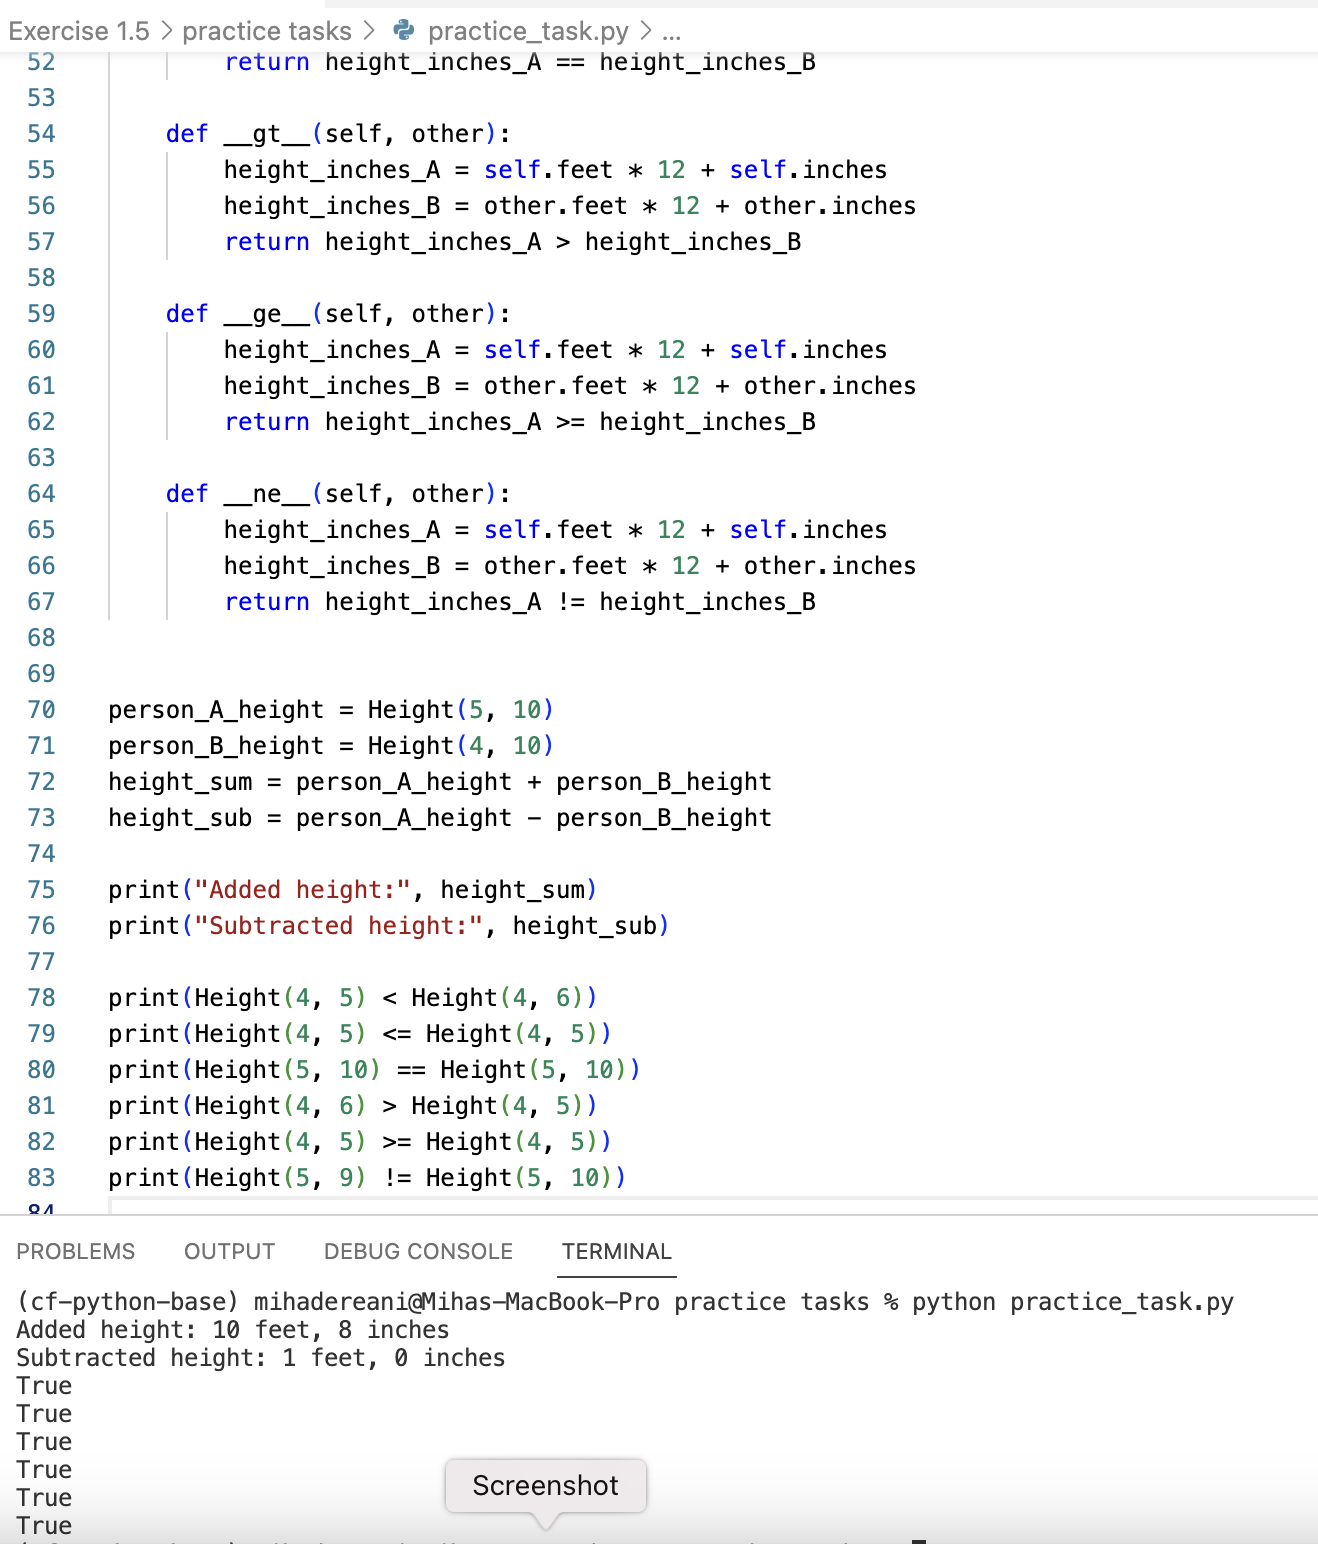 Exercise 1.5 > practice tasks > practice_task.py > ...
52 return height_inches_A == height_inches_B
53
54 def __gt__(self, other):
55 height_inches_A = self.feet * 12 + self.inches
56 height_inches_B = other.feet * 12 + other.inches
57 return height_inches_A > height_inches_B
58
59 def __ge__(self, other):
60 height_inches_A = self.feet * 12 + self.inches
61 height_inches_B = other.feet * 12 + other.inches
62 return height_inches_A >= height_inches_B
63
64 def __ne__(self, other):
65 height_inches_A = self.feet * 12 + self.inches
66 height_inches_B = other.feet * 12 + other.inches
67 return height_inches_A != height_inches_B
68
69
70 person_A_height = Height(5, 10)
71 person_B_height = Height(4, 10)
72 height_sum = person_A_height + person_B_height
73 height_sub = person_A_height - person_B_height
74
75 print("Added height:", height_sum)
76 print("Subtracted height:", height_sub)
77
78 print(Height(4, 5) < Height(4, 6))
79 print(Height(4, 5) <= Height(4, 5))
80 print(Height(5, 10) == Height(5, 10))
81 print(Height(4, 6) > Height(4, 5))
82 print(Height(4, 5) >= Height(4, 5))
83 print(Height(5, 9) != Height(5, 10))
84
PROBLEMS OUTPUT DEBUG CONSOLE TERMINAL
(cf-python-base) mihadereani@Mihas-MacBook-Pro practice tasks % python practice_task.py
Added height: 10 feet, 8 inches
Subtracted height: 1 feet, 0 inches
True
True
True
True
True
True
Screenshot